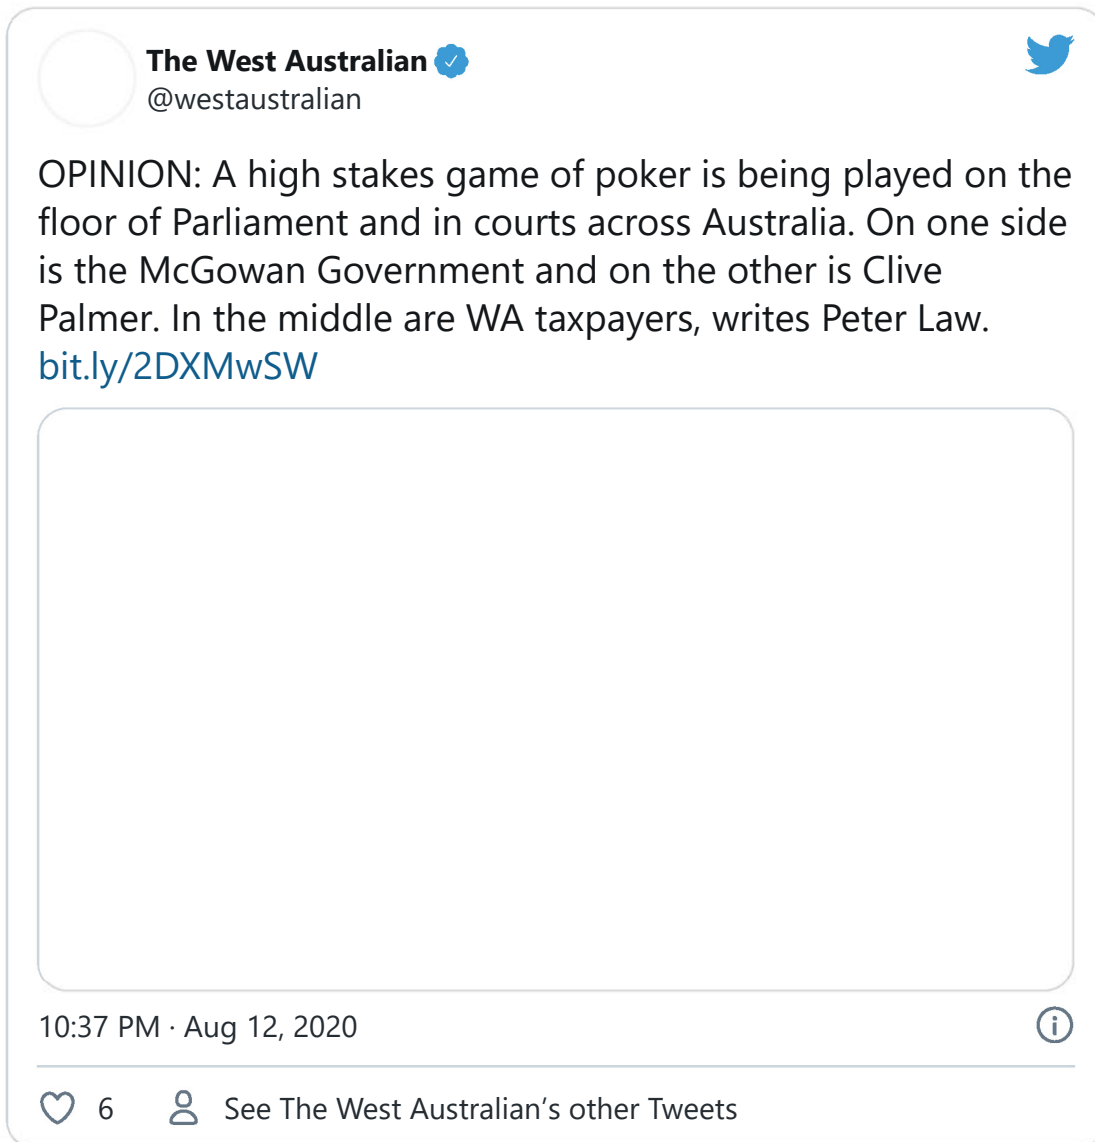 The West Australian
@westaustralian
OPINION: A high stakes game of poker is being played on the
floor of Parliament and in courts across Australia. On one side
is the McGowan Government and on the other is Clive
Palmer. In the middle are WA taxpayers, writes Peter Law.
bit.ly/2DXMwSW
10:37 PM · Aug 12, 2020
6 See The West Australian’s other Tweets